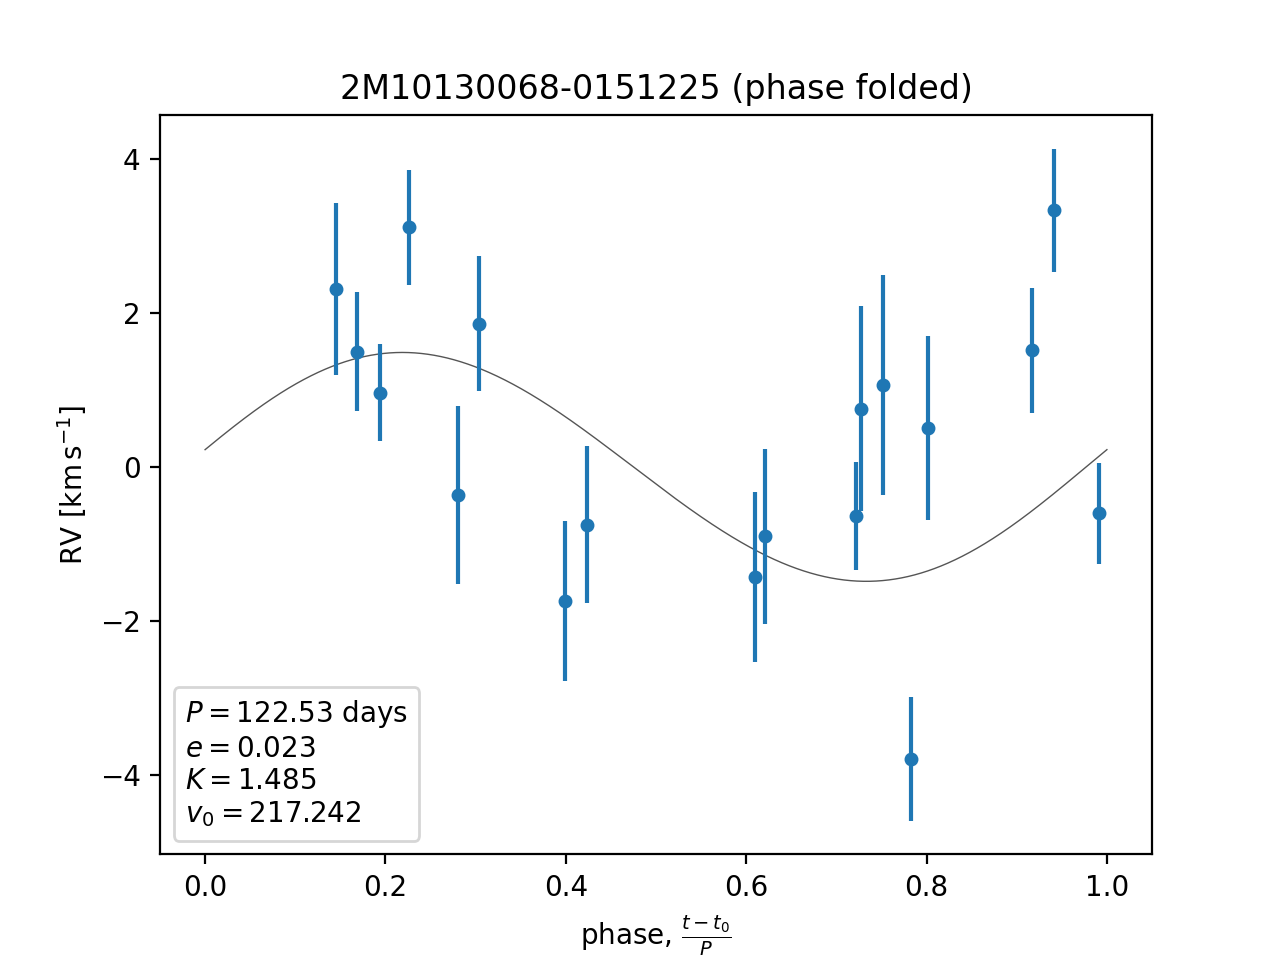 2M10130068-0151225 (phase folded)
4
2
0
−2
−4
RV [km s⁻¹]
P = 122.53 days
e = 0.023
K = 1.485
v₀ = 217.242
0.0 0.2 0.4 0.6 0.8 1.0
phase, (t − t₀)/P